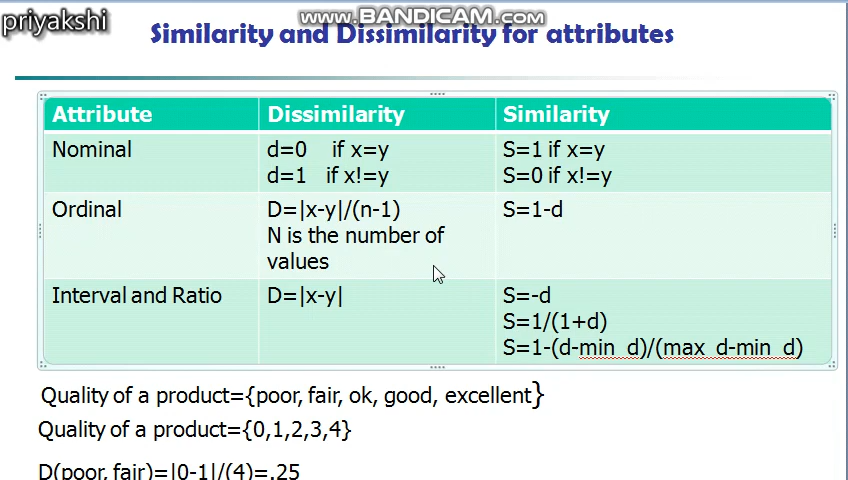 WWW.BANDICAM.COM
priyakshi
Similarity and Dissimilarity for attributes
Attribute Dissimilarity Similarity
Nominal d=0 if x=y S=1 if x=y
d=1 if x!=y S=0 if x!=y
Ordinal D=|x-y|/(n-1) S=1-d
N is the number of
values
Interval and Ratio D=|x-y| S=-d
S=1/(1+d)
S=1-(d-min_d)/(max_d-min_d)
Quality of a product={poor, fair, ok, good, excellent}
Quality of a product={0,1,2,3,4}
D(poor, fair)=|0-1|/(4)=.25